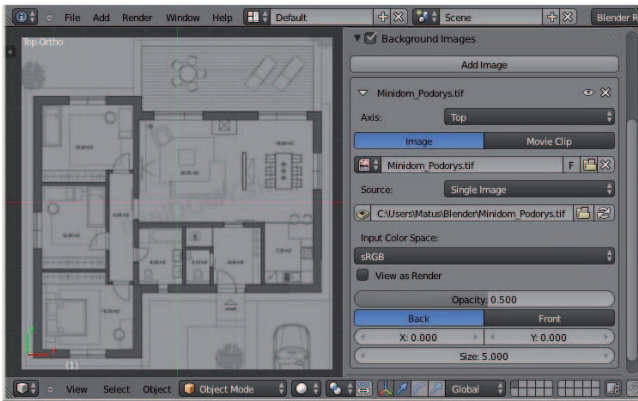 File Add Render Window Help Default Scene Blender R
Top Ortho
Background Images
Add Image
Minidom_Podorys.tif
Axis: Top
Image Movie Clip
Minidom_Podorys.tif F
Source: Single Image
C:\Users\Matus\Blender\Minidom_Podorys.tif
Input Color Space:
sRGB
View as Render
Opacity: 0.500
Back Front
X: 0.000 Y: 0.000
Size: 5.000
(1)
View Select Object Object Mode Global